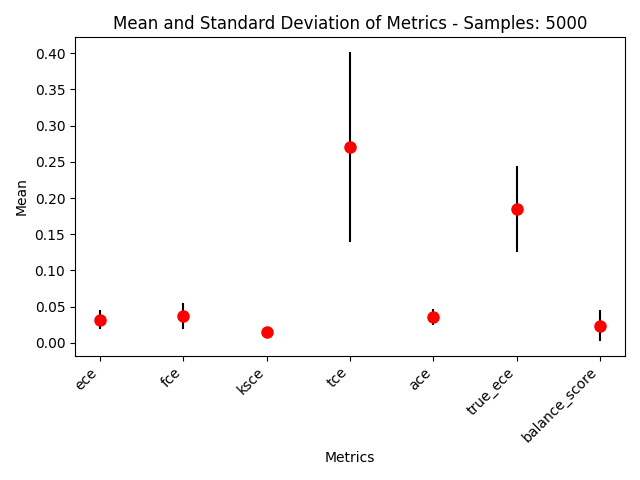 Mean and Standard Deviation of Metrics - Samples: 5000
0.40
0.35
0.30
0.25
0.20
0.15
0.10
0.05
0.00
Mean
ece
fce
ksce
tce
ace
true_ece
balance_score
Metrics